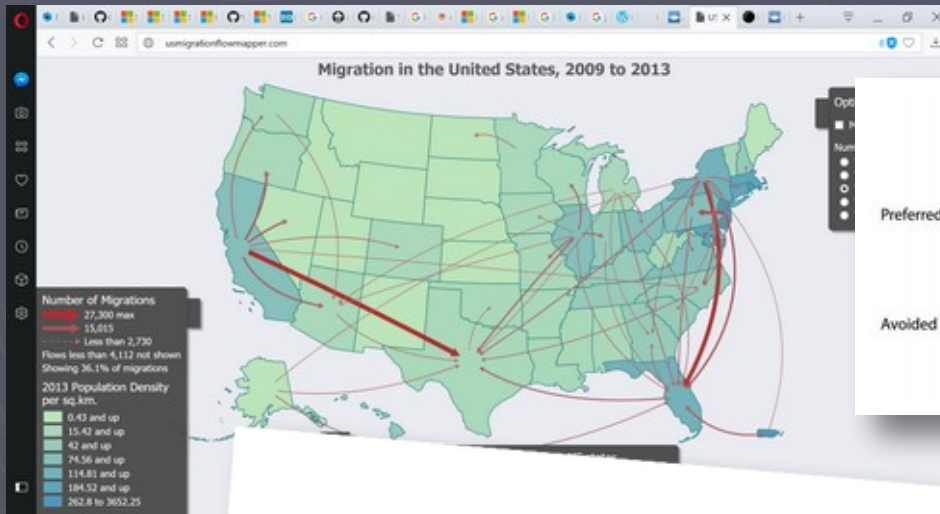 usmigrationflowmapper.com
Migration in the United States, 2009 to 2013
Opti
Num
Preferred
Avoided
Number of Migrations
27,300 max
15,015
Less than 2,730
Flows less than 4,112 not shown
Showing 36.1% of migrations
2013 Population Density
per sq.km.
0.43 and up
15.42 and up
42 and up
74.56 and up
114.81 and up
184.52 and up
262.8 to 3652.25